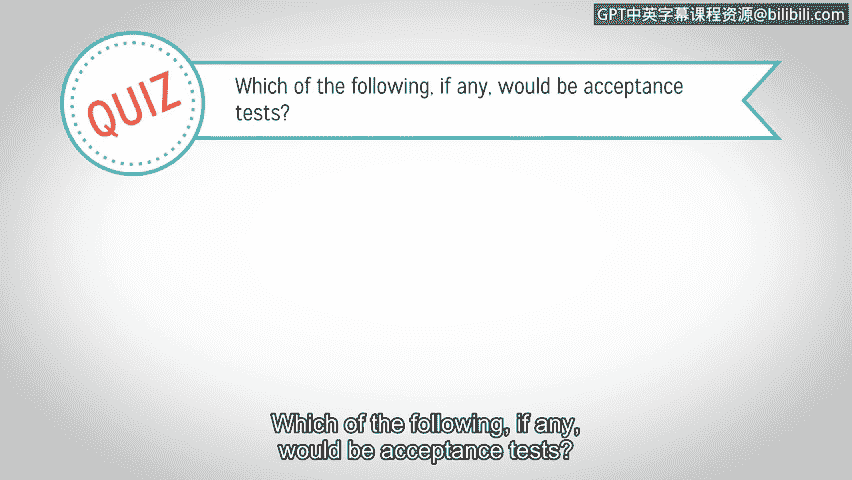 GPT中英字幕课程资源@bilibili.com
QUIZ
Which of the following, if any, would be acceptance
tests?
Which of the following, if any,
would be acceptance tests?